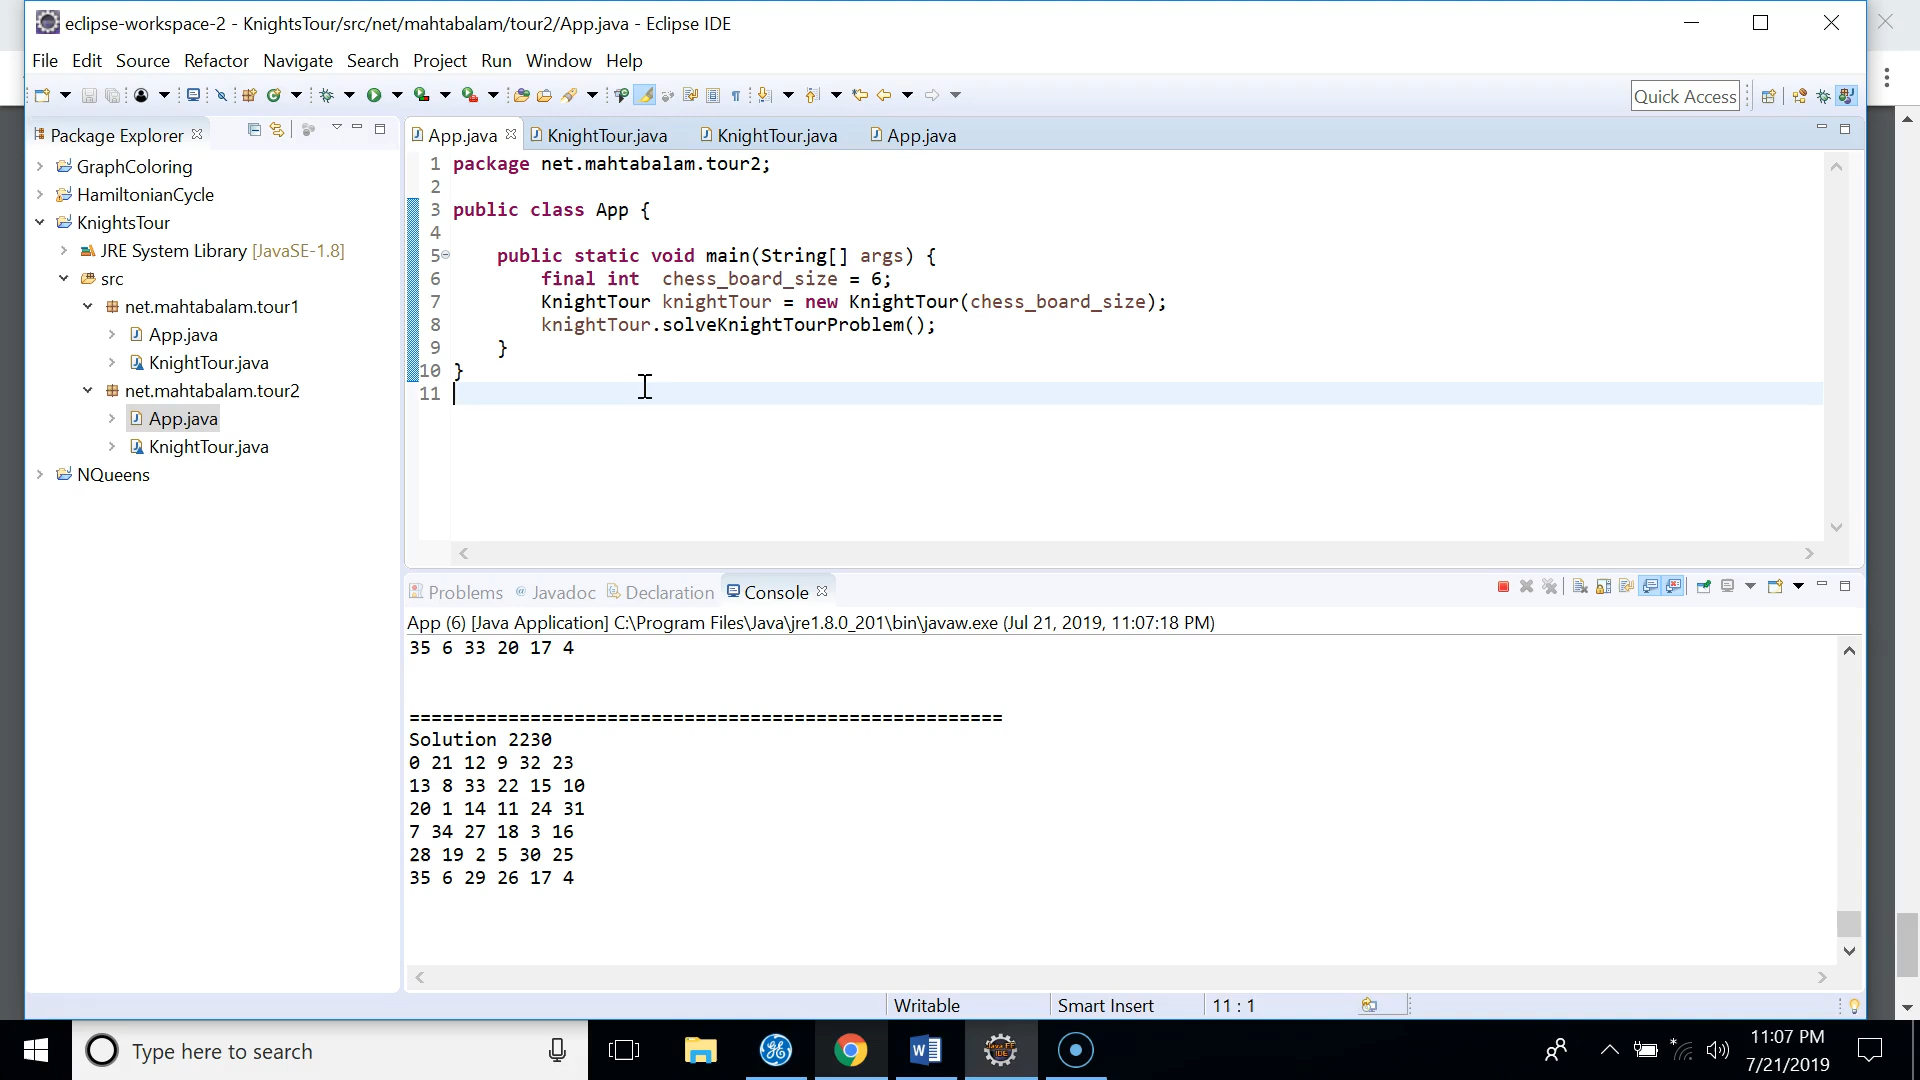 eclipse-workspace-2 - KnightsTour/src/net/mahtabalam/tour2/App.java - Eclipse IDE
File Edit Source Refactor Navigate Search Project Run Window Help
Quick Access
Package Explorer
GraphColoring
HamiltonianCycle
KnightsTour
JRE System Library [JavaSE-1.8]
src
net.mahtabalam.tour1
App.java
KnightTour.java
net.mahtabalam.tour2
App.java
KnightTour.java
NQueens
App.java KnightTour.java KnightTour.java App.java
1 package net.mahtabalam.tour2;
2
3 public class App {
4
5 public static void main(String[] args) {
6 final int chess_board_size = 6;
7 KnightTour knightTour = new KnightTour(chess_board_size);
8 knightTour.solveKnightTourProblem();
9 }
10 }
11
Problems @ Javadoc Declaration Console
App (6) [Java Application] C:\Program Files\Java\jre1.8.0_201\bin\javaw.exe (Jul 21, 2019, 11:07:18 PM)
35 6 33 20 17 4
======================================================
Solution 2230
0 21 12 9 32 23
13 8 33 22 15 10
20 1 14 11 24 31
7 34 27 18 3 16
28 19 2 5 30 25
35 6 29 26 17 4
Writable Smart Insert 11 : 1
Type here to search
11:07 PM
7/21/2019